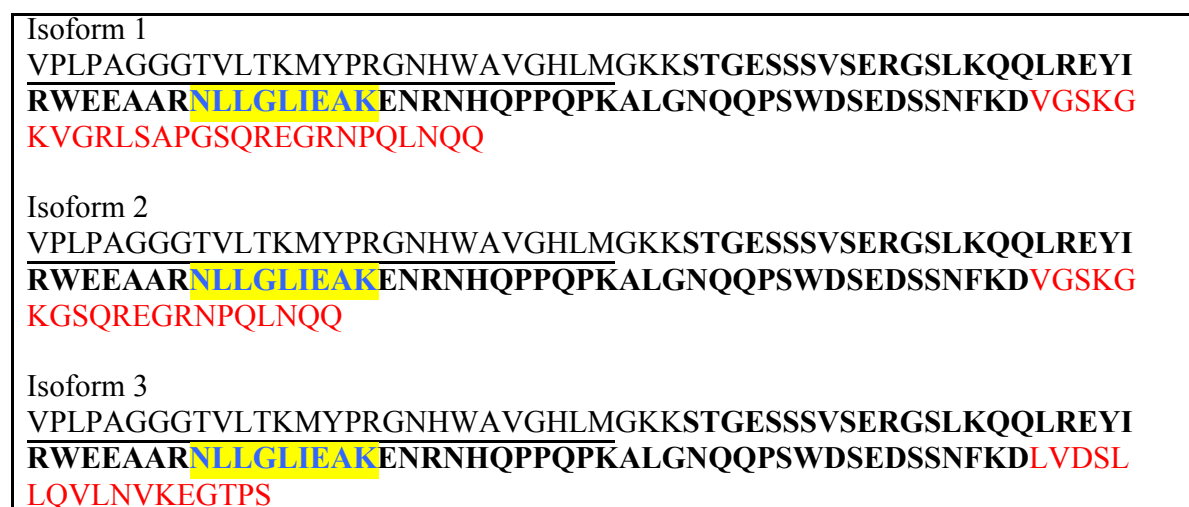 Isoform 1
VPLPAGGGTVLTKMYPRGNHWAVGHLMGKKSTGESSSVSERGSLKQQLREYI
RWEEAARNLLGLIEAKENRNHQPPQPKALGNQQPSWDSEDSSNFKDVGSKG
KVGRLSAPGSQREGRNPQLNQQ
Isoform 2
VPLPAGGGTVLTKMYPRGNHWAVGHLMGKKSTGESSSVSERGSLKQQLREYI
RWEEAARNLLGLIEAKENRNHQPPQPKALGNQQPSWDSEDSSNFKDVGSKG
KGSQREGRNPQLNQQ
Isoform 3
VPLPAGGGTVLTKMYPRGNHWAVGHLMGKKSTGESSSVSERGSLKQQLREYI
RWEEAARNLLGLIEAKENRNHQPPQPKALGNQQPSWDSEDSSNFKDLVDSL
LQVLNVKEGTPS